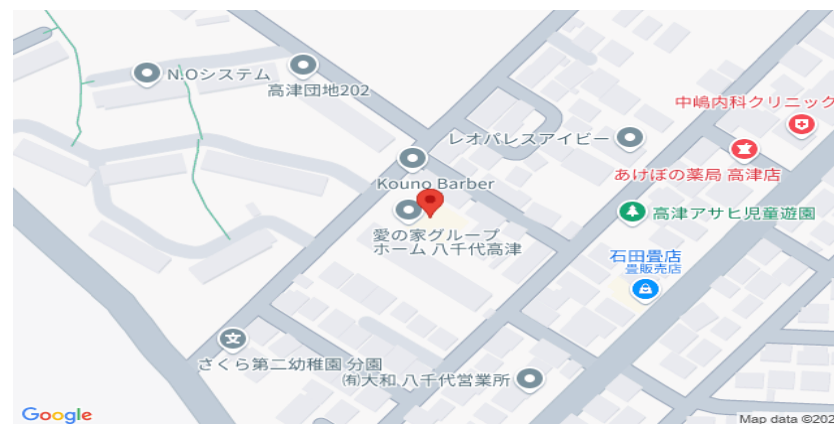 N.Oシステム
高津団地202
中嶋内科クリニック
レオパレスアイビー
あけぼの薬局 高津店
Kouno Barber
高津アサヒ児童遊園
愛の家グループ
ホーム 八千代高津
石田畳店
畳販売店
さくら第二幼稚園 分園
(有)大和 八千代営業所
Google
Map data ©202